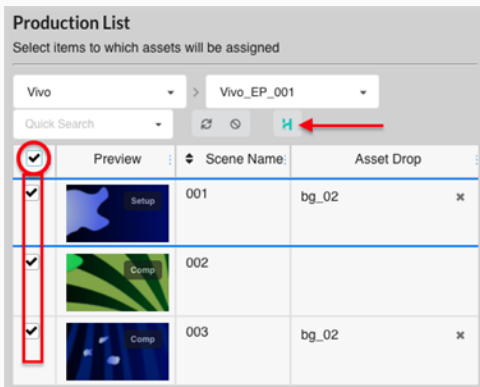 Production List
Select items to which assets will be assigned
Vivo > Vivo_EP_001
Quick Search
Preview Scene Name Asset Drop
Setup 001 bg_02
Comp 002
Comp 003 bg_02